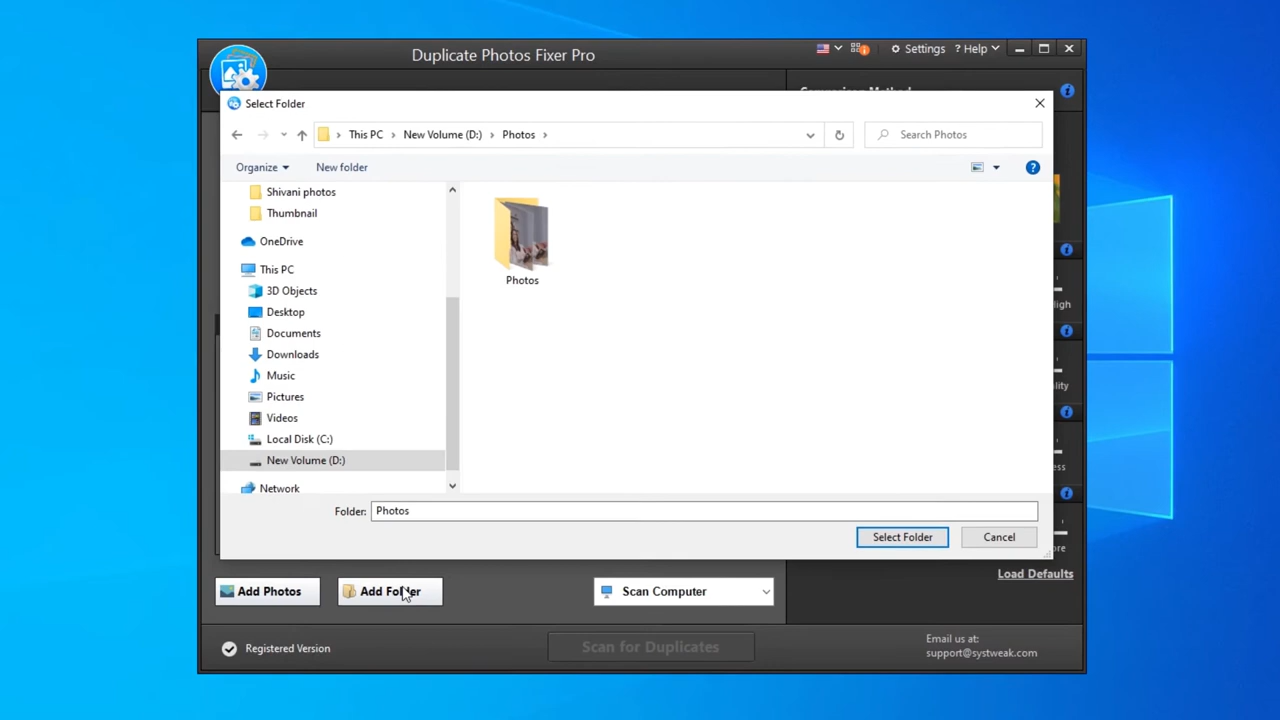 Duplicate Photos Fixer Pro
Settings
? Help
Select Folder
This PC > New Volume (D:) > Photos >
Search Photos
Organize
New folder
Shivani photos
Thumbnail
OneDrive
This PC
3D Objects
Desktop
Documents
Downloads
Music
Pictures
Videos
Local Disk (C:)
New Volume (D:)
Network
Photos
Folder: Photos
Select Folder
Cancel
Load Defaults
Add Photos
Add Folder
Scan Computer
Registered Version
Scan for Duplicates
Email us at:
support@systweak.com